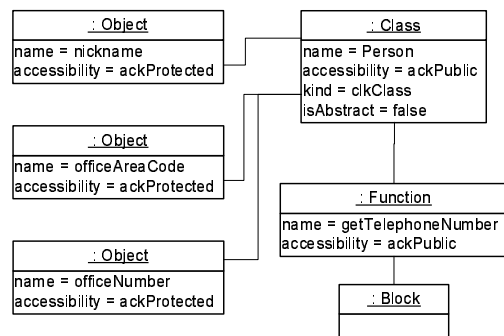 : Object
name = nickname
accessibility = ackProtected
: Object
name = officeAreaCode
accessibility = ackProtected
: Object
name = officeNumber
accessibility = ackProtected
: Class
name = Person
accessibility = ackPublic
kind = clkClass
isAbstract = false
: Function
name = getTelephoneNumber
accessibility = ackPublic
: Block